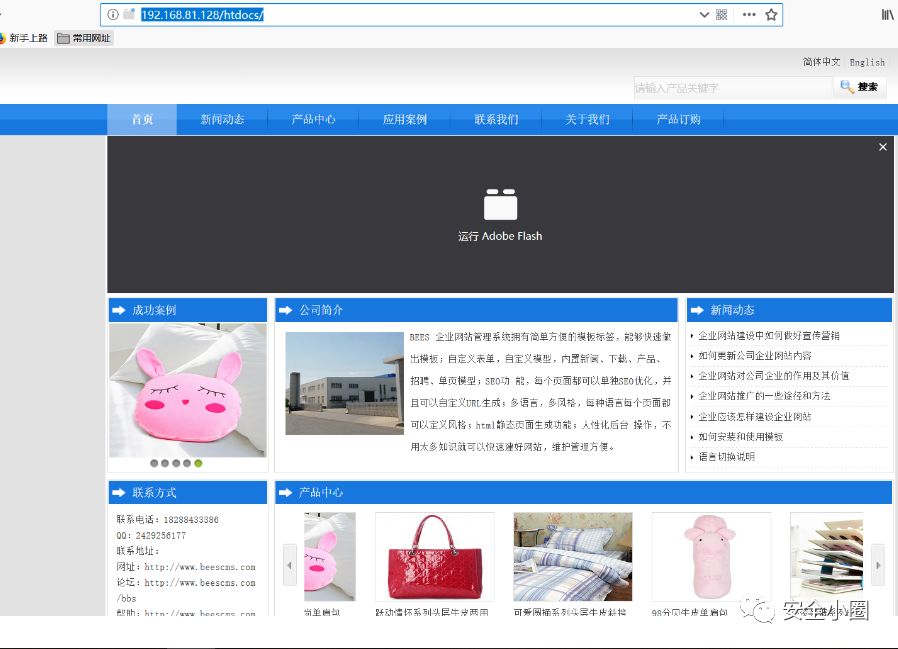 192.168.81.128/htdocs/
新手上路 常用网址
简体中文 English
请输入产品关键字 搜索
首页 新闻动态 产品中心 应用案例 联系我们 关于我们 产品订购
运行 Adobe Flash
成功案例
公司简介
BEES 企业网站管理系统拥有简单方便的模板标签，能够快速做
出模板；自定义表单，自定义模型，内置新闻、下载、产品、
招聘、单页模型；SEO功 能，每个页面都可以单独SEO优化，并
且可以自定义URL生成；多语言，多风格，每种语言每个页面都
可以定义风格；html静态页面生成功能；人性化后台 操作，不
用太多知识就可以快速建好网站，维护管理方便。
新闻动态
企业网站建设中如何做好宣传营销
如何更新公司企业网站内容
企业网站对公司企业的作用及其价值
企业网站推广的一些途径和方法
企业应该怎样建设企业网站
如何安装和使用模板
语言切换说明
联系方式
联系电话：18288433386
QQ：2429256177
联系地址：
网址：http://www.beescms.com
论坛：http://www.beescms.com
/bbs
帮助：http://www.beescms.com
产品中心
尚单肩包 跃动情怀系列头层牛皮两用 可爱圈插系列头层牛皮斜挎 98分贝牛皮单肩包
安全小圈